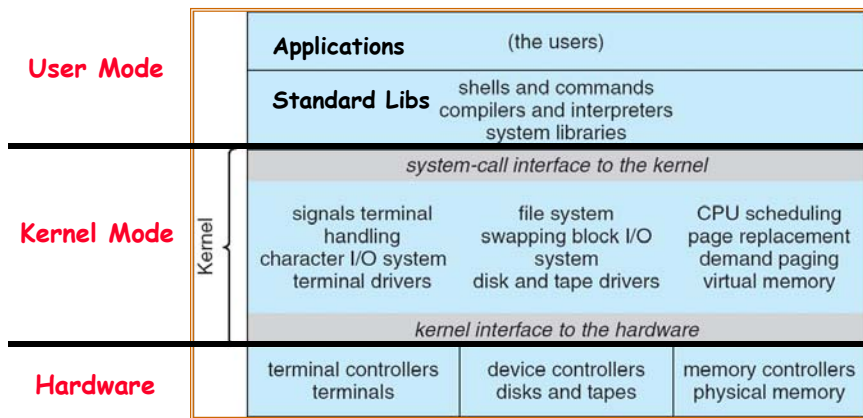 User Mode
Applications
(the users)
Standard Libs
shells and commands
compilers and interpreters
system libraries
Kernel Mode
Kernel
system-call interface to the kernel
signals terminal
handling
character I/O system
terminal drivers
file system
swapping block I/O
system
disk and tape drivers
CPU scheduling
page replacement
demand paging
virtual memory
kernel interface to the hardware
Hardware
terminal controllers
terminals
device controllers
disks and tapes
memory controllers
physical memory